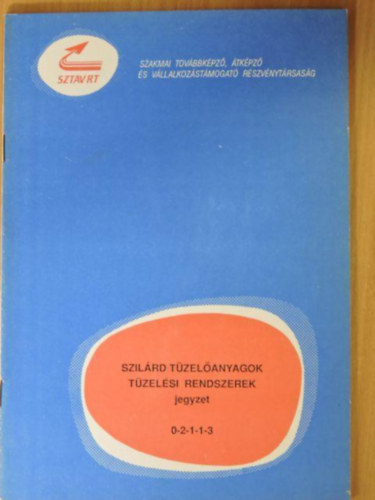 SZTAV RT
SZAKMAI TOVÁBBKÉPZŐ, ÁTKÉPZŐ
ÉS VÁLLALKOZÁSTÁMOGATÓ RÉSZVÉNYTÁRSASÁG
SZILÁRD TÜZELŐANYAGOK
TÜZELÉSI RENDSZEREK
jegyzet
0-2-1-1-3